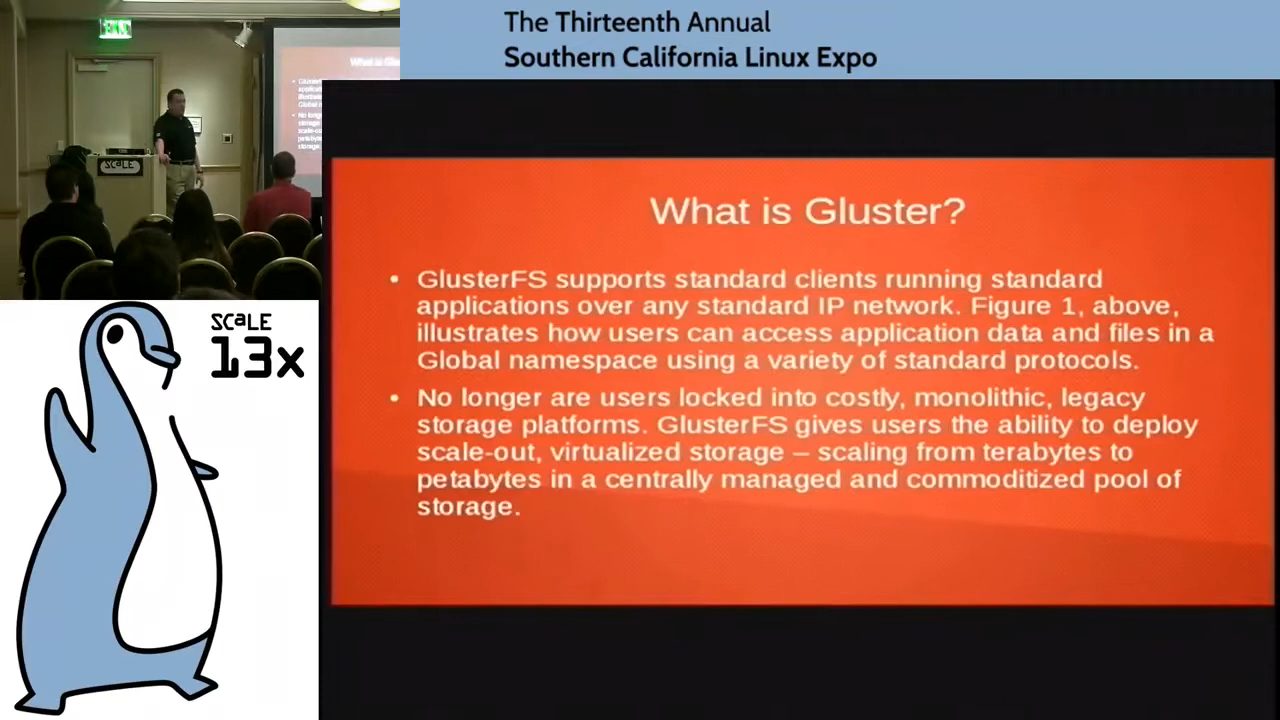 The Thirteenth Annual
Southern California Linux Expo
SCaLE
SCaLE
13x
What is Gluster?
• GlusterFS supports standard clients running standard
applications over any standard IP network. Figure 1, above,
illustrates how users can access application data and files in a
Global namespace using a variety of standard protocols.
• No longer are users locked into costly, monolithic, legacy
storage platforms. GlusterFS gives users the ability to deploy
scale-out, virtualized storage – scaling from terabytes to
petabytes in a centrally managed and commoditized pool of
storage.